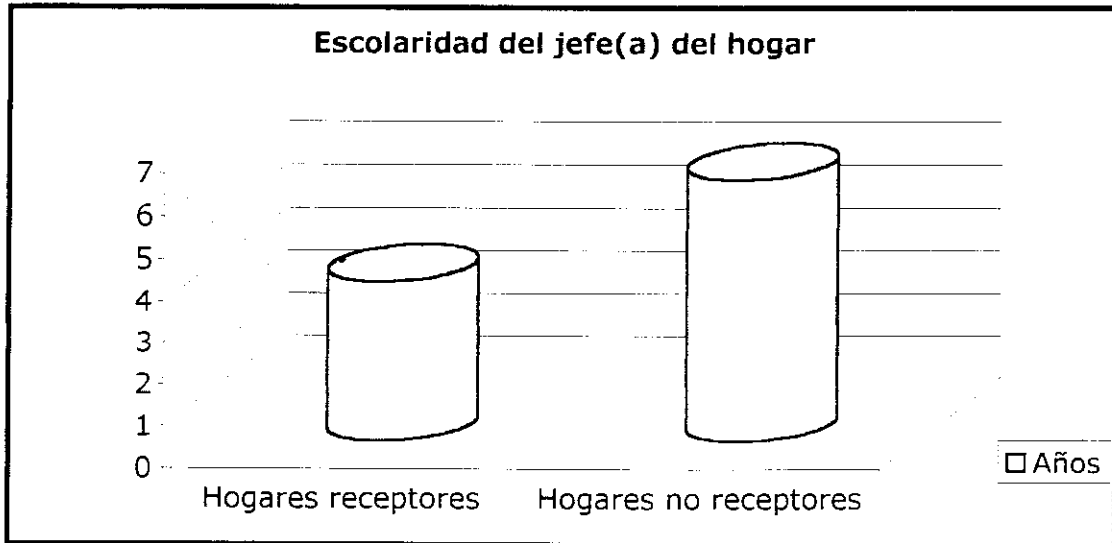 Escolaridad del jefe(a) del hogar
7
6
5
4
3
2
1
0
Hogares receptores
Hogares no receptores
Años